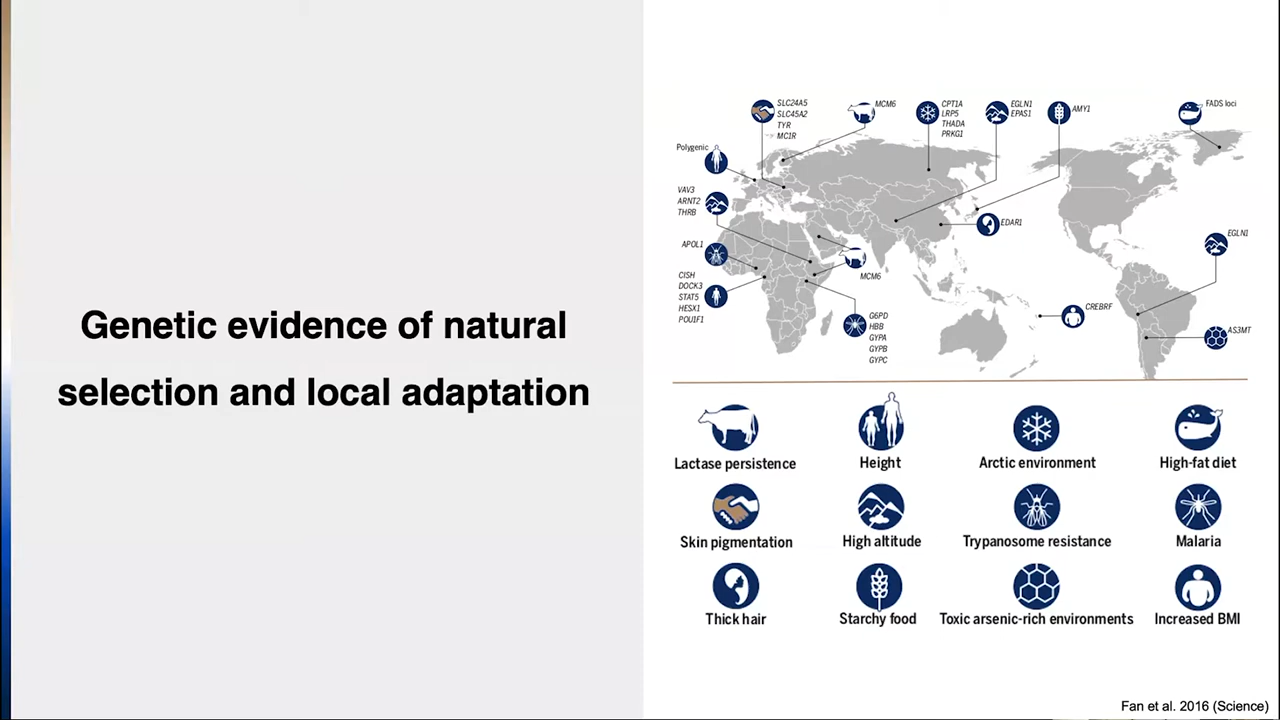 Genetic evidence of natural
selection and local adaptation
SLC24A5
SLC45A2
TYR
MC1R
MCM6
CPT1A
LRP5
THADA
PRKG1
EGLN1
EPAS1
AMY1
FADS loci
Polygenic
VAV3
ARNT2
THRB
EDAR1
EGLN1
APOL1
MCM6
CISH
DOCK3
STAT5
HESX1
POU1F1
CREBRF
G6PD
HBB
GYPA
GYPB
GYPC
AS3MT
Lactase persistence
Height
Arctic environment
High-fat diet
Skin pigmentation
High altitude
Trypanosome resistance
Malaria
Thick hair
Starchy food
Toxic arsenic-rich environments
Increased BMI
Fan et al. 2016 (Science)